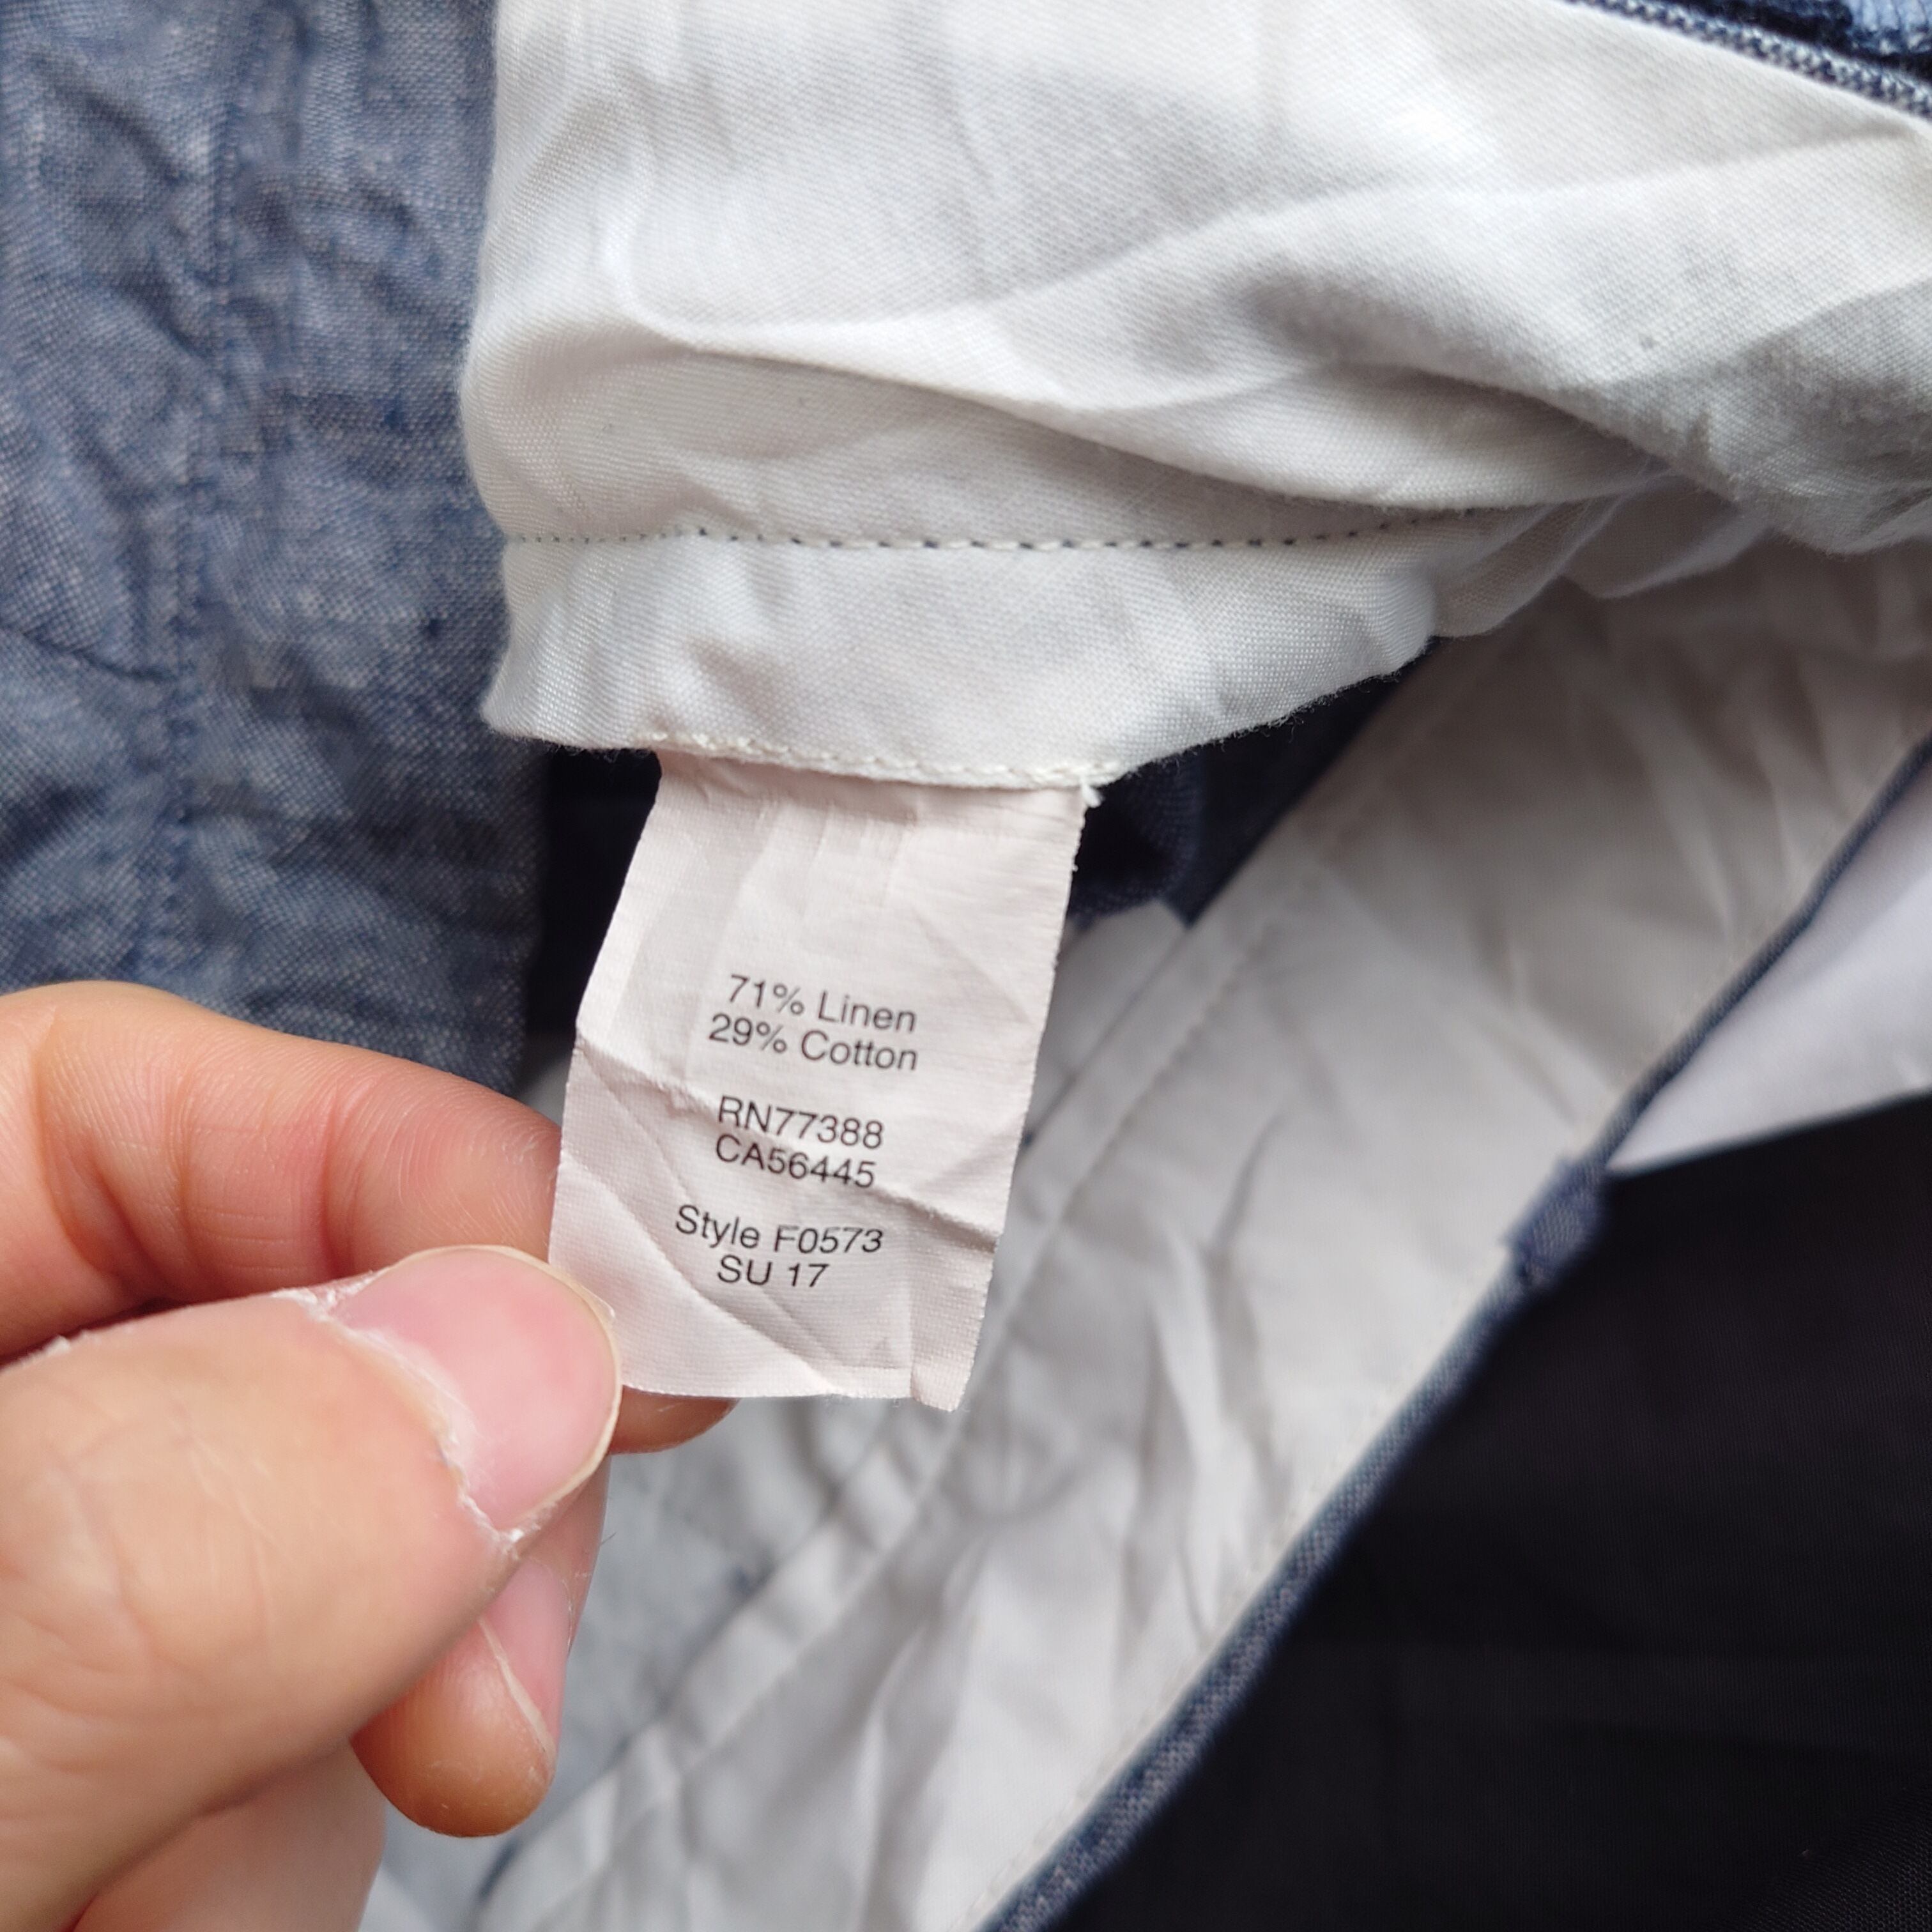 71% Linen
29% Cotton
RN77388
CA56445
Style F0573
SU 17